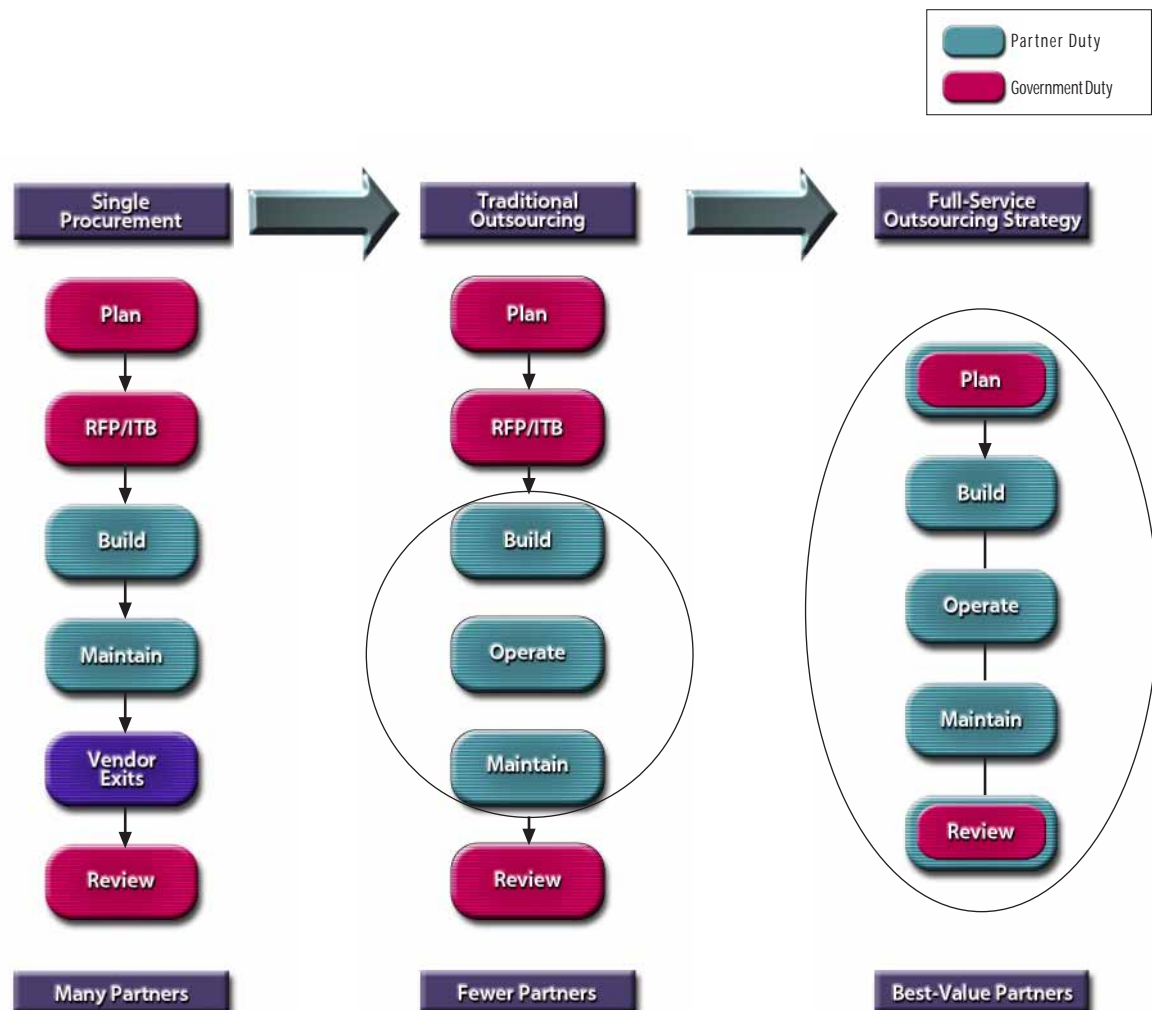 Partner Duty
Government Duty
Single
Procurement
Traditional
Outsourcing
Full-Service
Outsourcing Strategy
Plan
RFP/ITB
Build
Maintain
Vendor
Exits
Review
Many Partners
Plan
RFP/ITB
Build
Operate
Maintain
Review
Fewer Partners
Plan
Build
Operate
Maintain
Review
Best-Value Partners